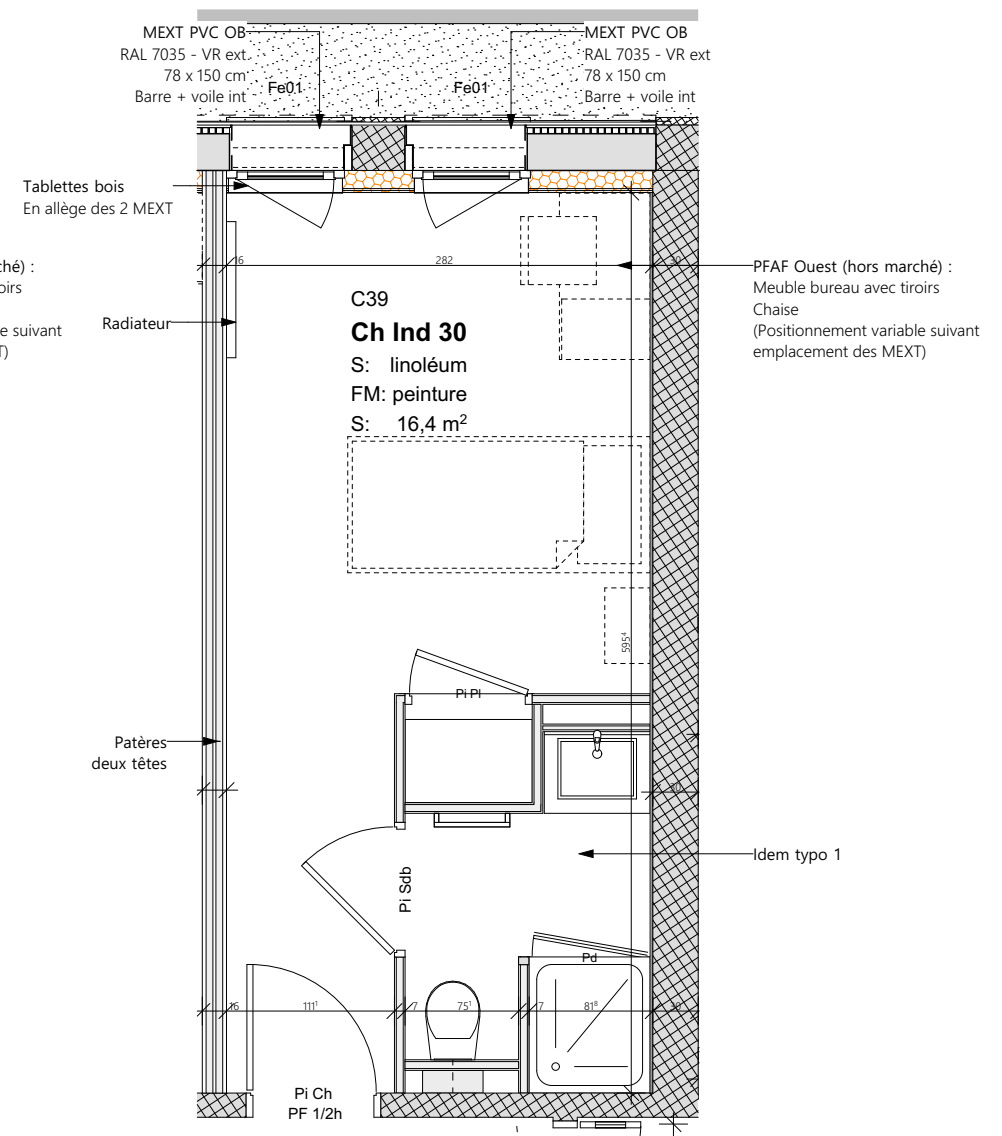 MEXT PVC OB
RAL 7035 - VR ext
78 x 150 cm
Barre + voile int
MEXT PVC OB
RAL 7035 - VR ext
78 x 150 cm
Barre + voile int
Fe01
Fe01
Tablettes bois
En allège des 2 MEXT
16
282
30
ché) :
oirs
e suivant
T)
Radiateur
PFAF Ouest (hors marché) :
Meuble bureau avec tiroirs
Chaise
(Positionnement variable suivant
emplacement des MEXT)
C39
Ch Ind 30
S: linoléum
FM: peinture
S: 16,4 m²
595⁴
Pi Pl
Patères
deux têtes
30
Idem typo 1
Pi Sdb
Pd
16
111¹
7
75¹
7
81⁸
30
Pi Ch
PF 1/2h